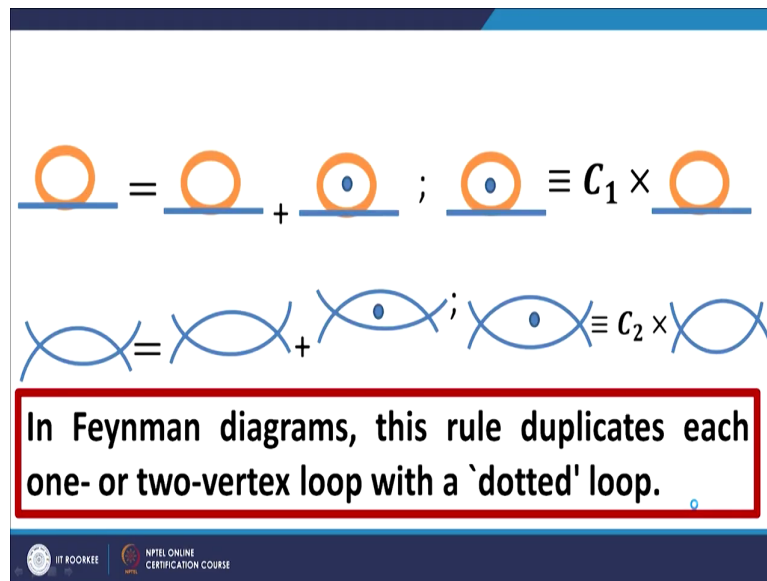 = + ; ≡ C₁ ×
= + ; ≡ C₂ ×
In Feynman diagrams, this rule duplicates each
one- or two-vertex loop with a `dotted' loop.
IIT ROORKEE
NPTEL ONLINE
CERTIFICATION COURSE